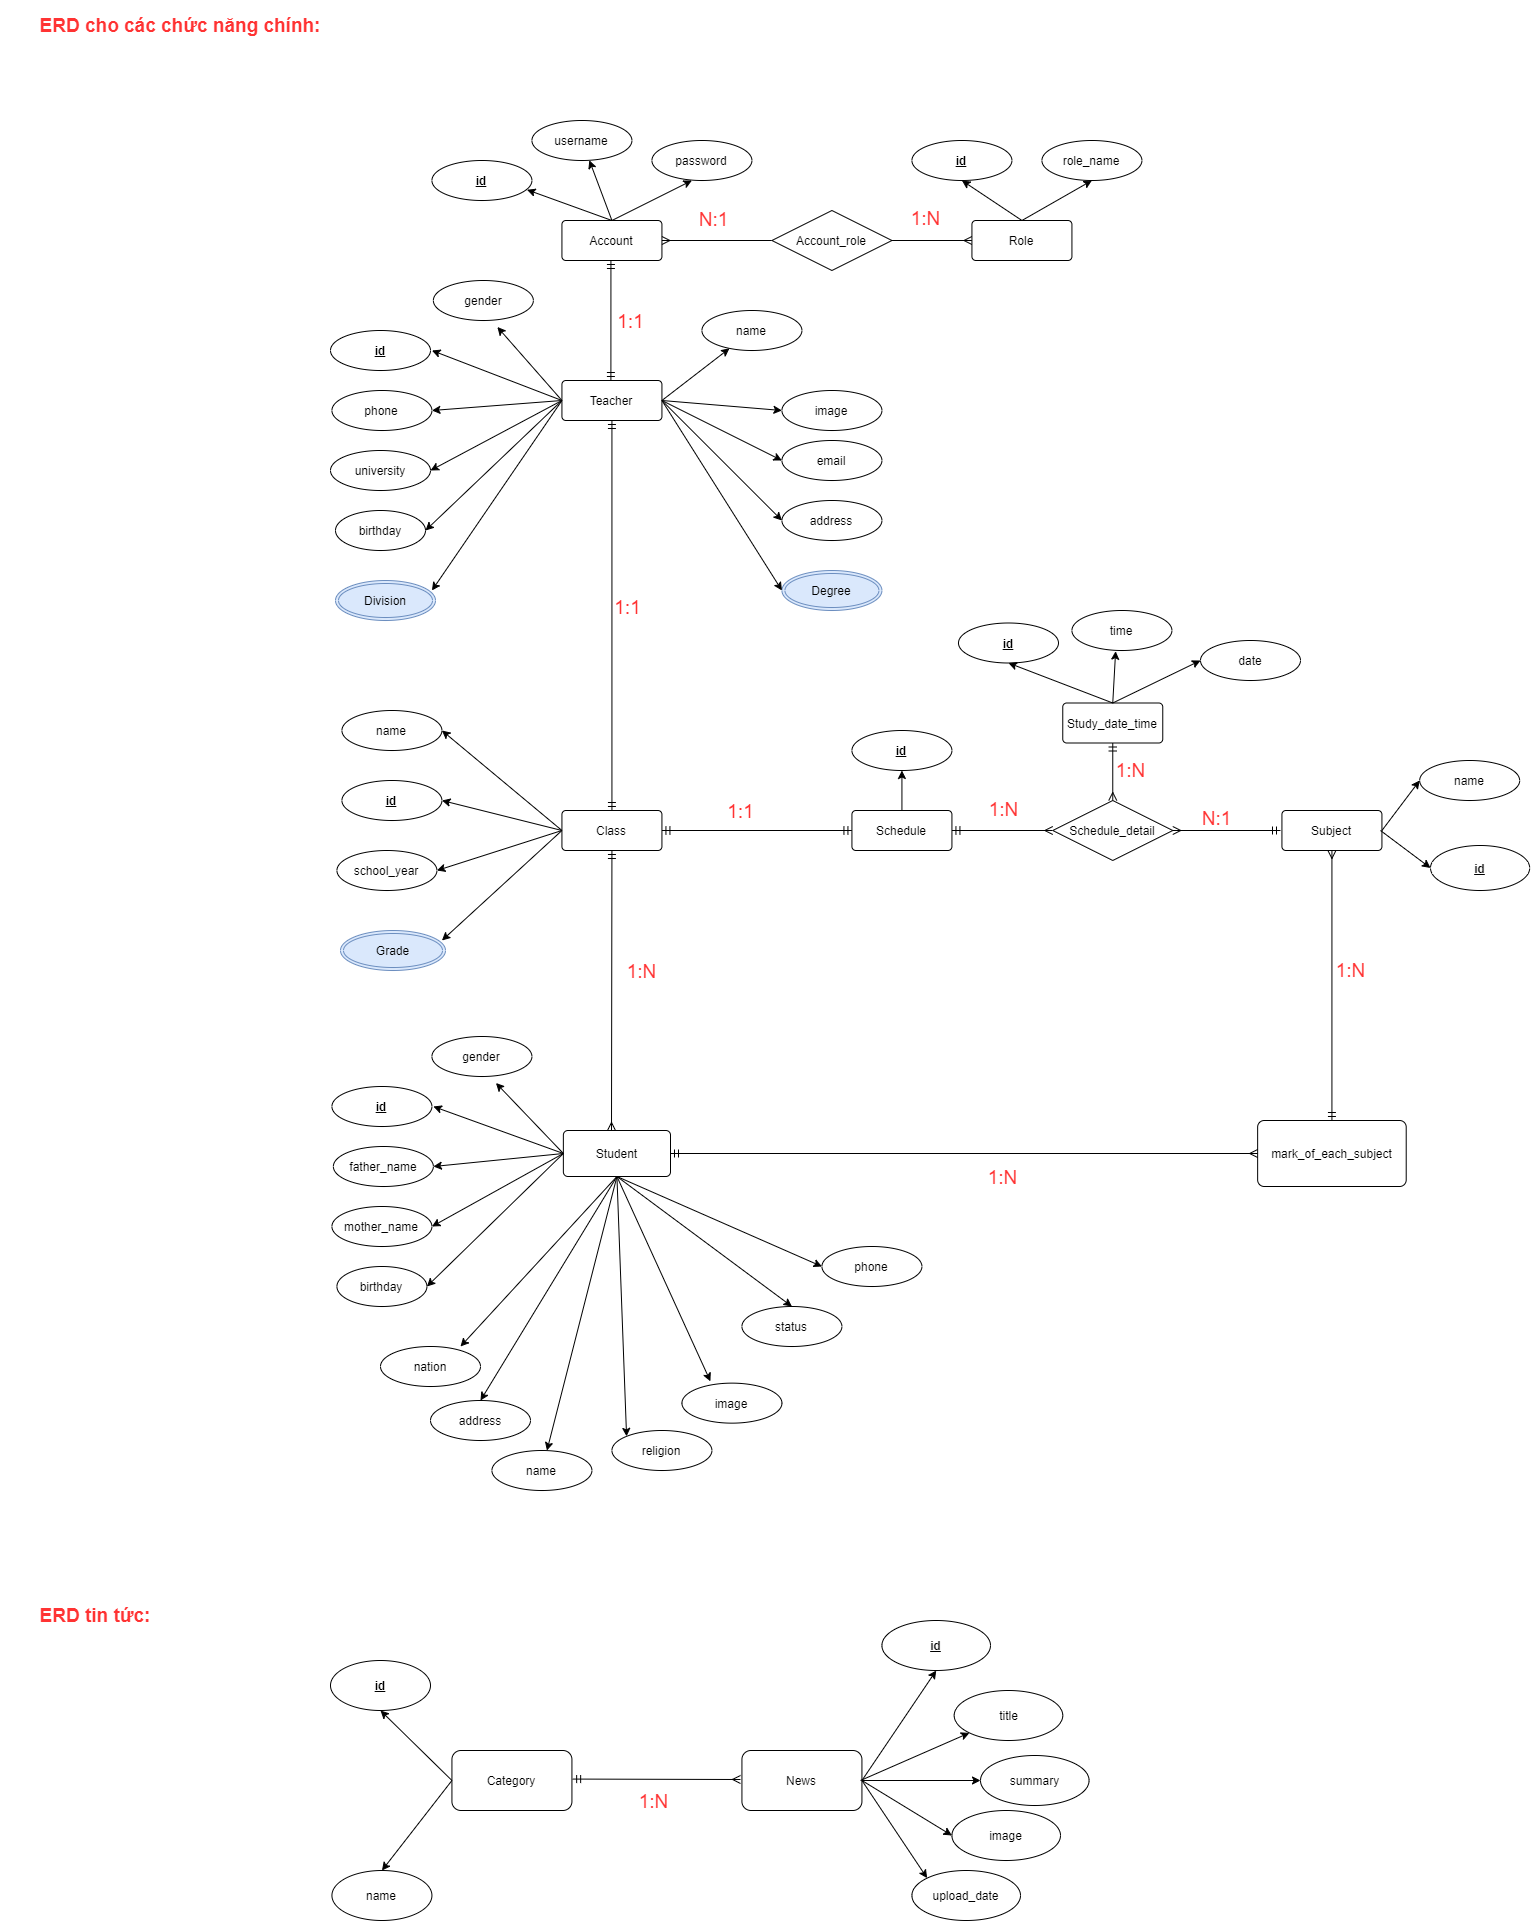 ERD cho các chức năng chính:
username
password
id
id
role_name
N:1
1:N
Account
Account_role
Role
gender
1:1
name
id
Teacher
phone
image
university
email
birthday
address
Division
Degree
1:1
id
time
date
Study_date_time
name
id
1:N
name
id
1:1
1:N
N:1
Class
Schedule
Schedule_detail
Subject
school_year
id
Grade
1:N
1:N
gender
id
Student
mark_of_each_subject
father_name
1:N
mother_name
phone
birthday
status
nation
image
address
religion
name
ERD tin tức:
id
id
title
Category
News
summary
1:N
image
name
upload_date